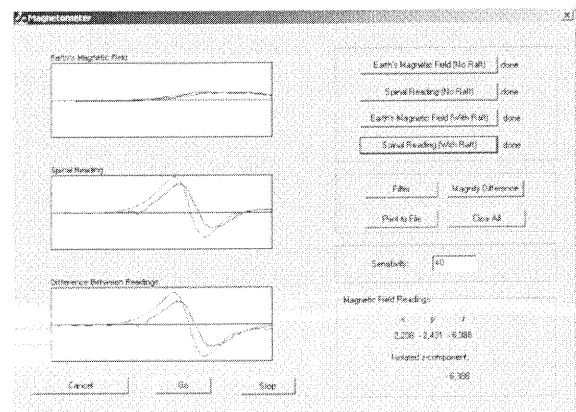 Magnetometer
Earth's Magnetic Field
Spinal Reading
Difference Between Readings
Cancel
Go
Stop
Earth's Magnetic Field (No Raft) done
Spinal Reading (No Raft) done
Earth's Magnetic Field (With Raft) done
Spinal Reading (With Raft) done
Filter
Magnify Difference
Print to File
Clear All
Sensitivity: 40
Magnetic Field Readings
x y z
-2,431
Isolated z-component: